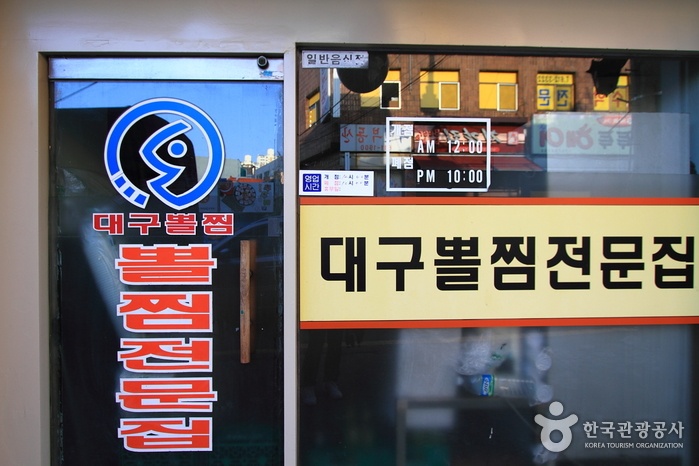 일반음식점
AM 12:00
폐점
PM 10:00
영업
시간
대구뽈찜
뽈찜전문집
대구뽈찜전문집
한국관광공사
KOREA TOURISM ORGANIZATION